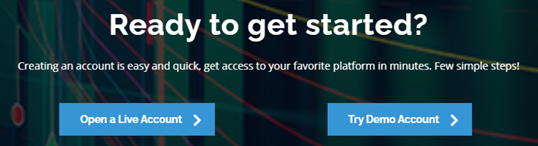 Ready to get started?
Creating an account is easy and quick, get access to your favorite platform in minutes. Few simple steps!
Open a Live Account
Try Demo Account